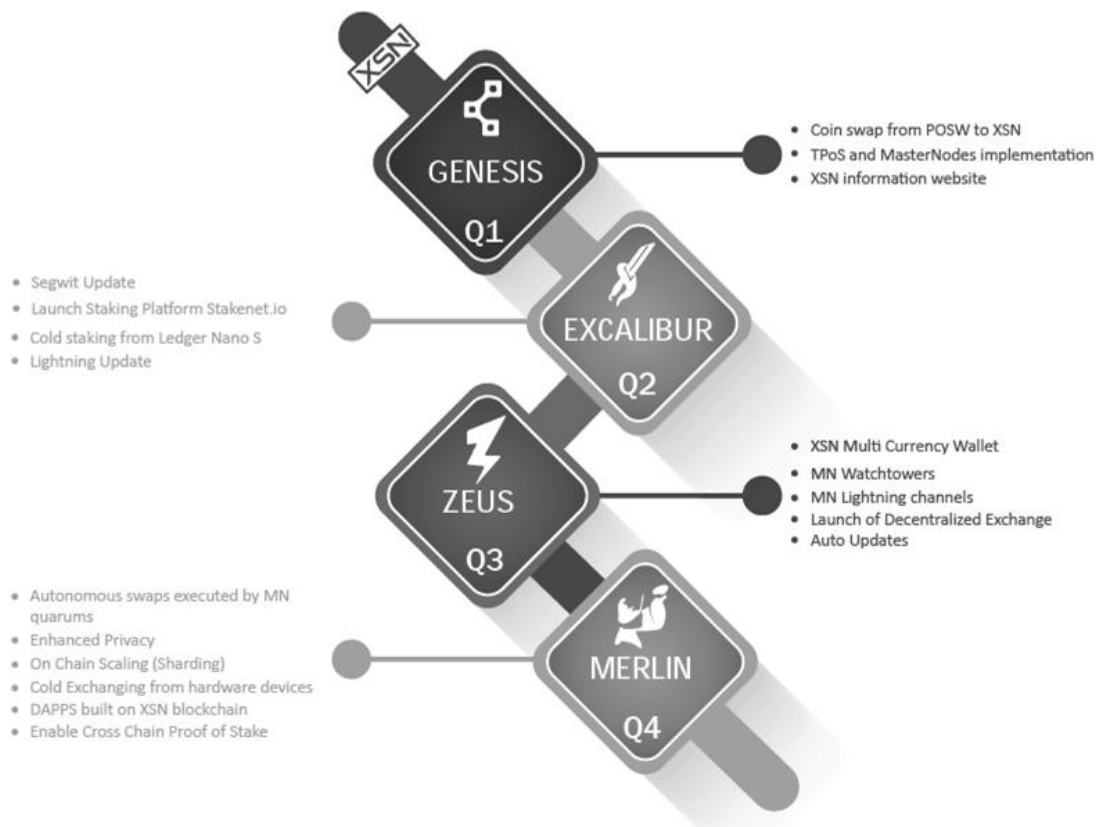 XSN
GENESIS
Q1
• Coin swap from POSW to XSN
• TPoS and MasterNodes implementation
• XSN information website
• Segwit Update
• Launch Staking Platform Stakenet.io
• Cold staking from Ledger Nano S
• Lightning Update
EXCALIBUR
Q2
ZEUS
Q3
• XSN Multi Currency Wallet
• MN Watchtowers
• MN Lightning channels
• Launch of Decentralized Exchange
• Auto Updates
• Autonomous swaps executed by MN
quarums
• Enhanced Privacy
• On Chain Scaling (Sharding)
• Cold Exchanging from hardware devices
• DAPPS built on XSN blockchain
• Enable Cross Chain Proof of Stake
MERLIN
Q4